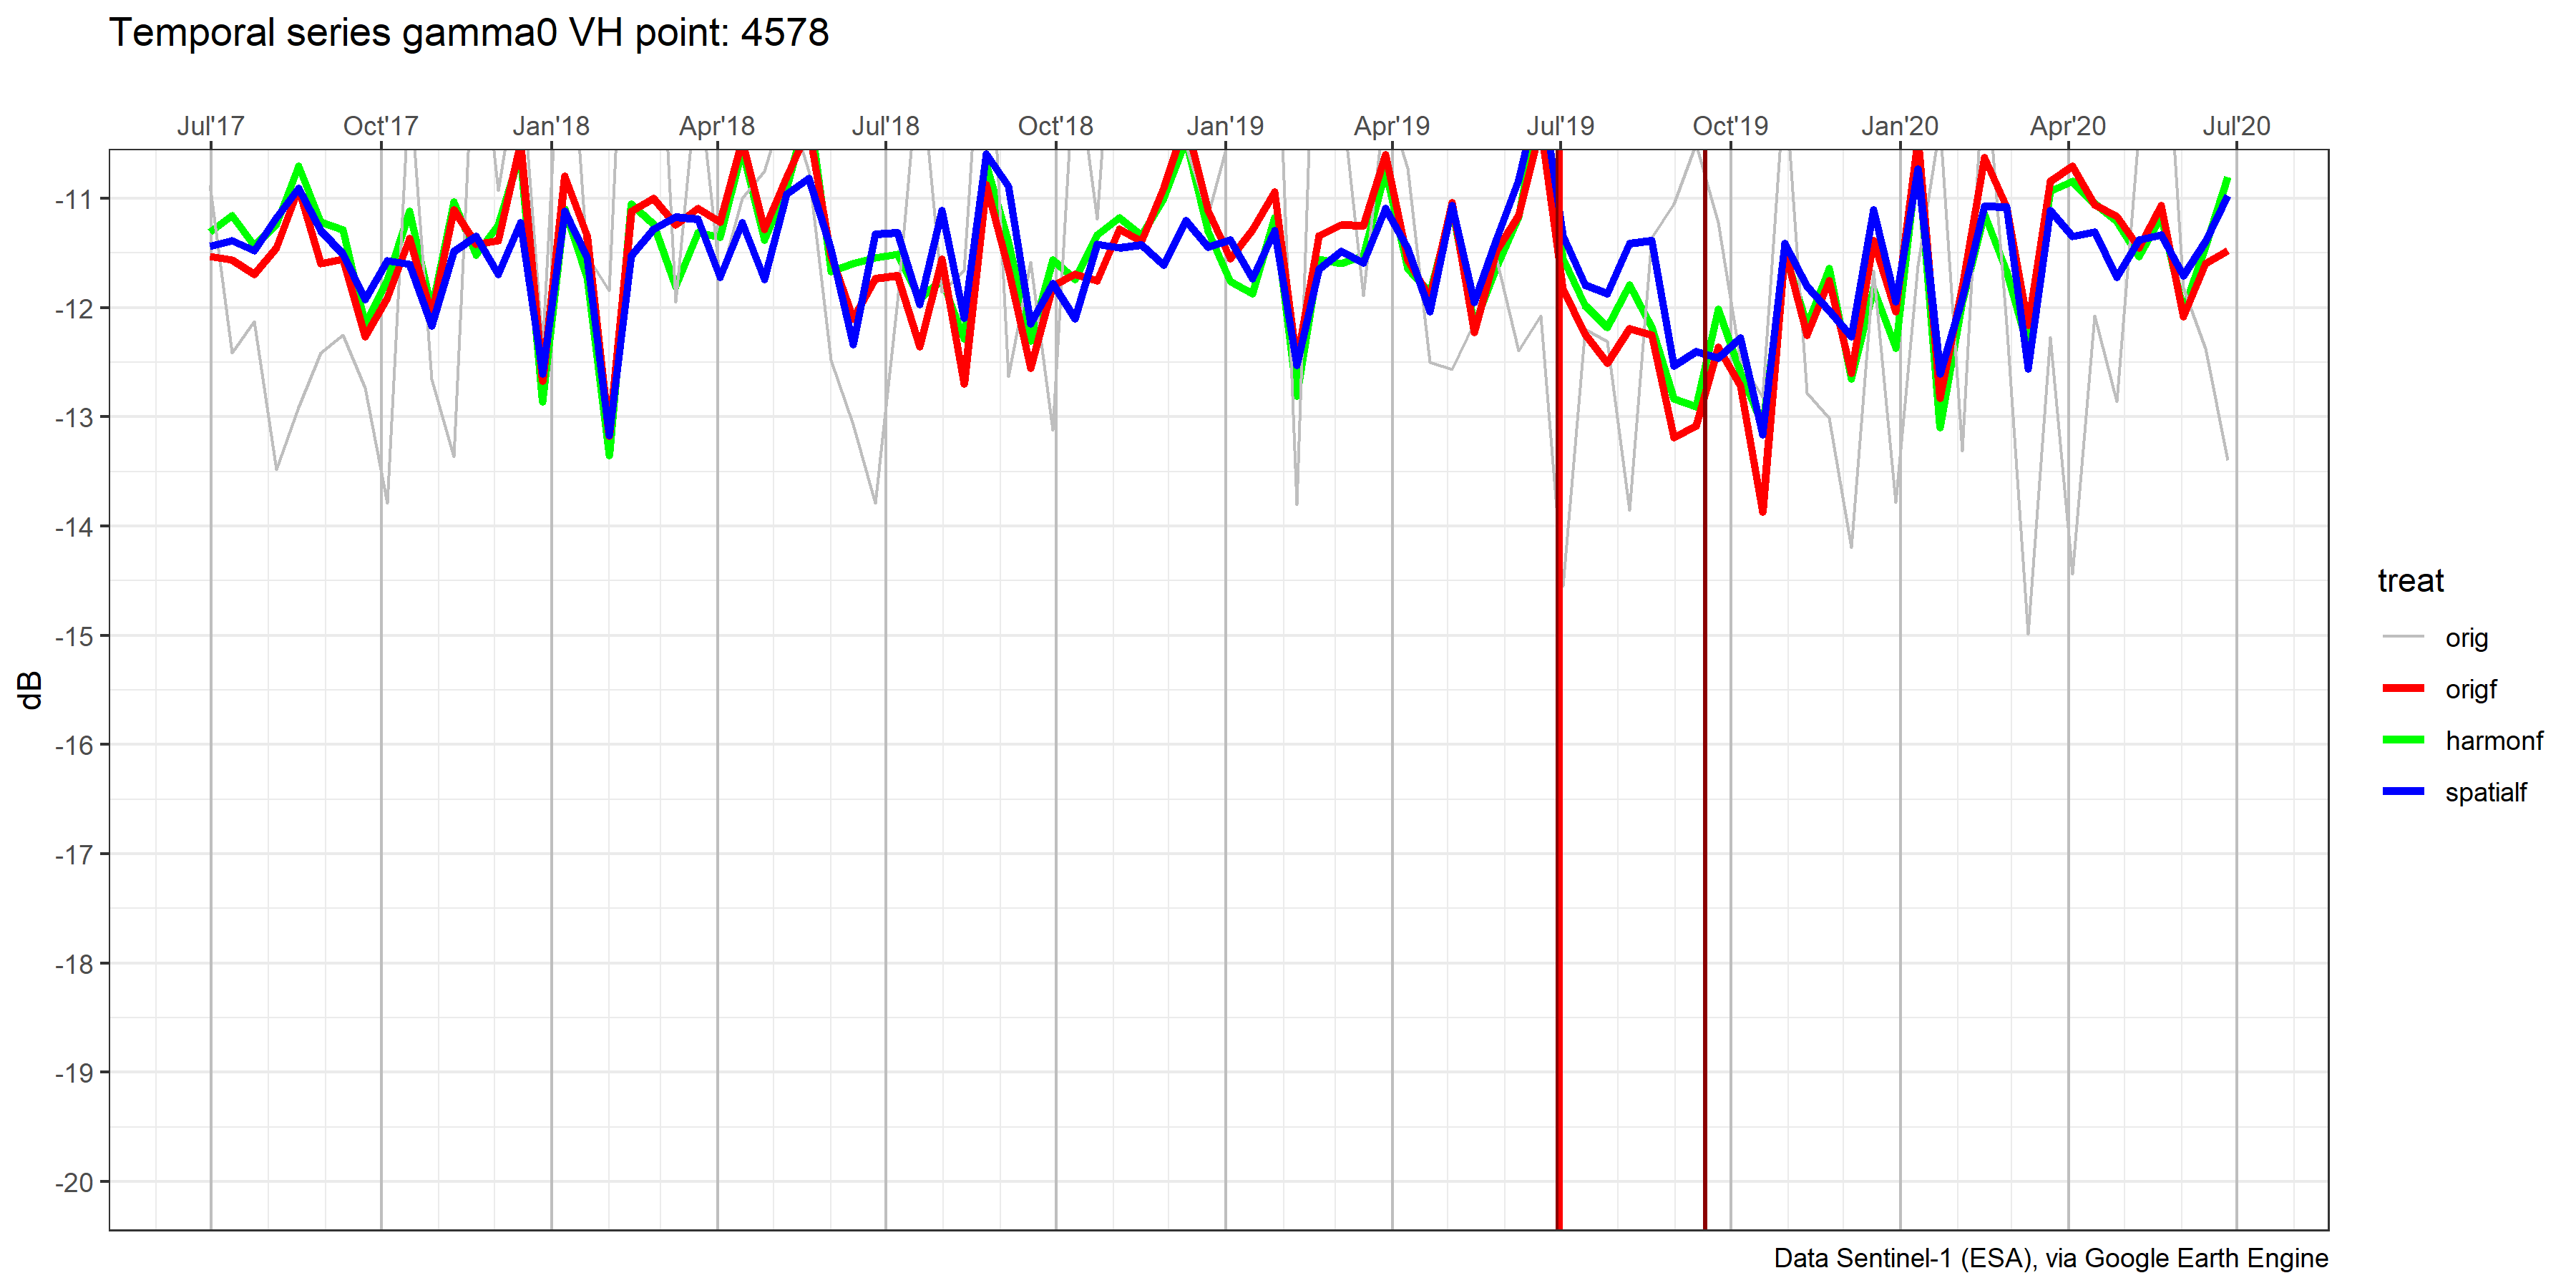 Temporal series gamma0 VH point: 4578
Jul'17 Oct'17 Jan'18 Apr'18 Jul'18 Oct'18 Jan'19 Apr'19 Jul'19 Oct'19 Jan'20 Apr'20 Jul'20
-11
-12
-13
-14
-15
-16
-17
-18
-19
-20
dB
treat
orig
origf
harmonf
spatialf
Data Sentinel-1 (ESA), via Google Earth Engine